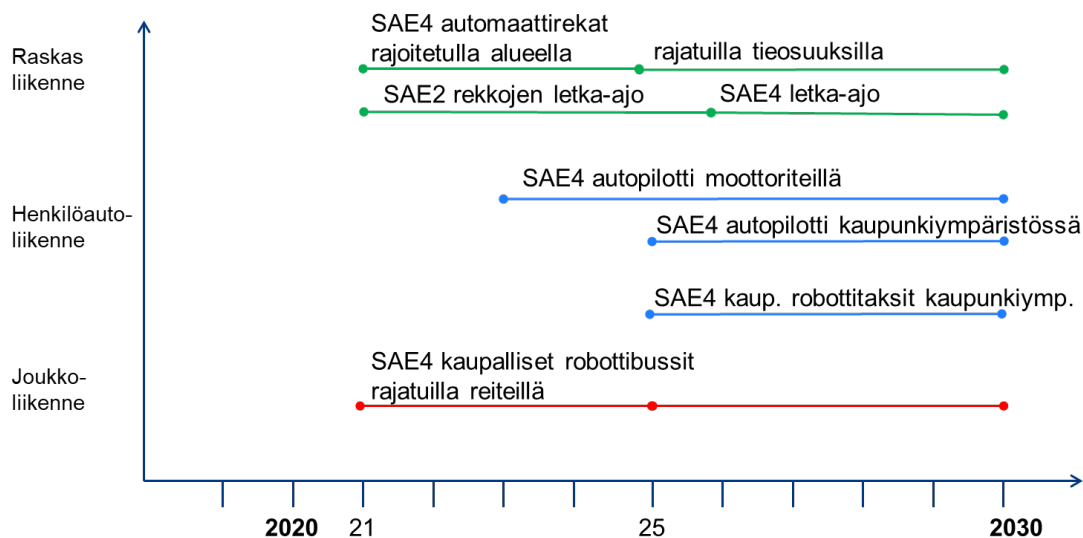 Raskas
liikenne
SAE4 automaattirekat
rajoitetulla alueella
rajatuilla tieosuuksilla
SAE2 rekkojen letka-ajo
SAE4 letka-ajo
Henkilöauto-
liikenne
SAE4 autopilotti moottoriteillä
SAE4 autopilotti kaupunkiympäristössä
SAE4 kaup. robottitaksit kaupunkiymp.
Joukko-
liikenne
SAE4 kaupalliset robottibussit
rajatuilla reiteillä
2020 21 25 2030